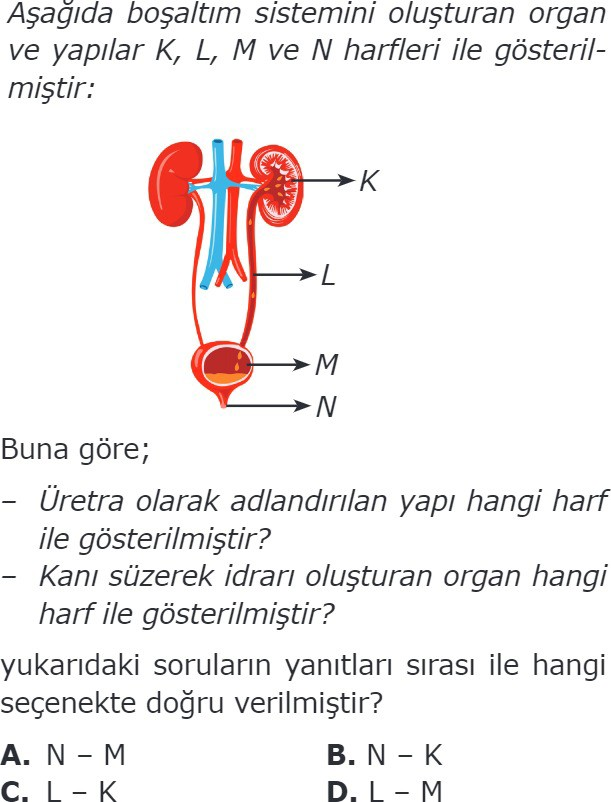 Aşağıda boşaltım sistemini oluşturan organ
ve yapılar K, L, M ve N harfleri ile gösteril-
miştir:
K
L
M
N
Buna göre;
– Üretra olarak adlandırılan yapı hangi harf
ile gösterilmiştir?
– Kanı süzerek idrarı oluşturan organ hangi
harf ile gösterilmiştir?
yukarıdaki soruların yanıtları sırası ile hangi
seçenekte doğru verilmiştir?
A. N – M B. N – K
C. L – K D. L – M